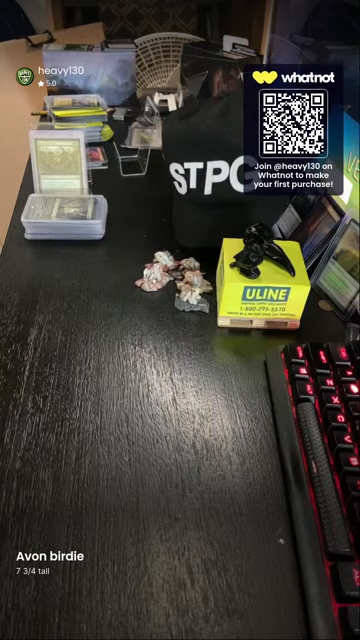 heavy130
★ 5.0
whatnot
Join @heavy130 on
Whatnot to make
your first purchase!
STPG
ULINE
1-800-295-5510
Avon birdie
7 3/4 tall